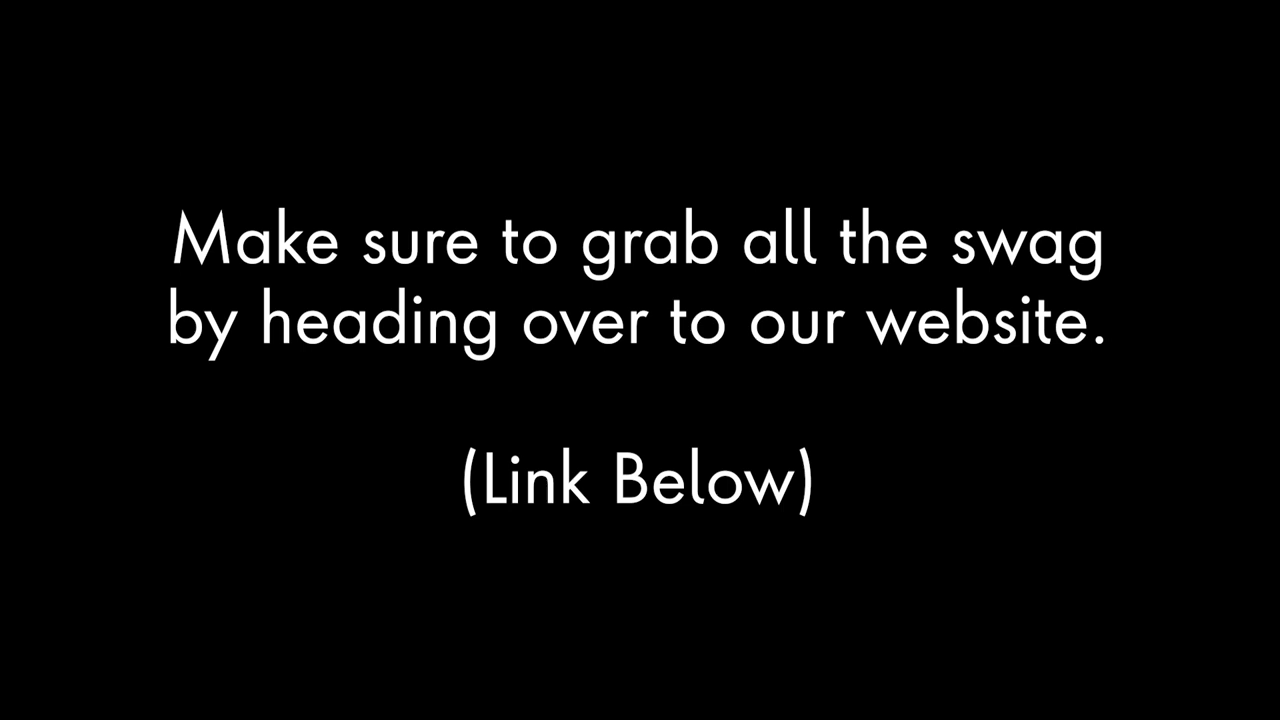 Make sure to grab all the swag
by heading over to our website.
(Link Below)